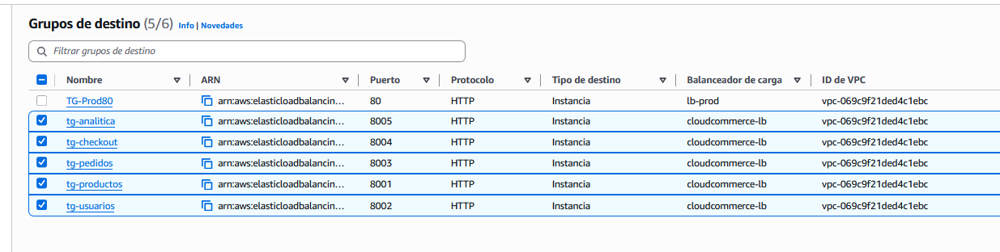 Grupos de destino (5/6) Info | Novedades
Filtrar grupos de destino
Nombre ARN Puerto Protocolo Tipo de destino Balanceador de carga ID de VPC
TG-Prod80 arn:aws:elasticloadbalancin... 80 HTTP Instancia lb-prod vpc-069c9f21ded4c1ebc
tg-analitica arn:aws:elasticloadbalancin... 8005 HTTP Instancia cloudcommerce-lb vpc-069c9f21ded4c1ebc
tg-checkout arn:aws:elasticloadbalancin... 8004 HTTP Instancia cloudcommerce-lb vpc-069c9f21ded4c1ebc
tg-pedidos arn:aws:elasticloadbalancin... 8003 HTTP Instancia cloudcommerce-lb vpc-069c9f21ded4c1ebc
tg-productos arn:aws:elasticloadbalancin... 8001 HTTP Instancia cloudcommerce-lb vpc-069c9f21ded4c1ebc
tg-usuarios arn:aws:elasticloadbalancin... 8002 HTTP Instancia cloudcommerce-lb vpc-069c9f21ded4c1ebc